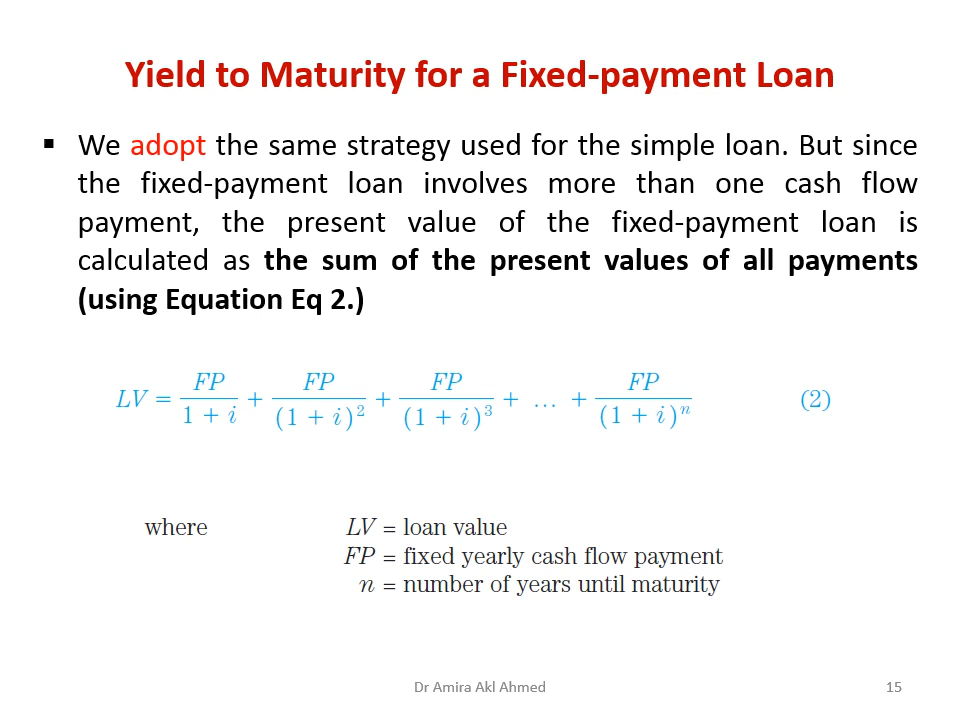 Yield to Maturity for a Fixed-payment Loan
▪ We adopt the same strategy used for the simple loan. But since
the fixed-payment loan involves more than one cash flow
payment, the present value of the fixed-payment loan is
calculated as the sum of the present values of all payments
(using Equation Eq 2.)
LV = FP/(1 + i) + FP/(1 + i)² + FP/(1 + i)³ + … + FP/(1 + i)ⁿ (2)
where LV = loan value
FP = fixed yearly cash flow payment
n = number of years until maturity
Dr Amira Akl Ahmed 15